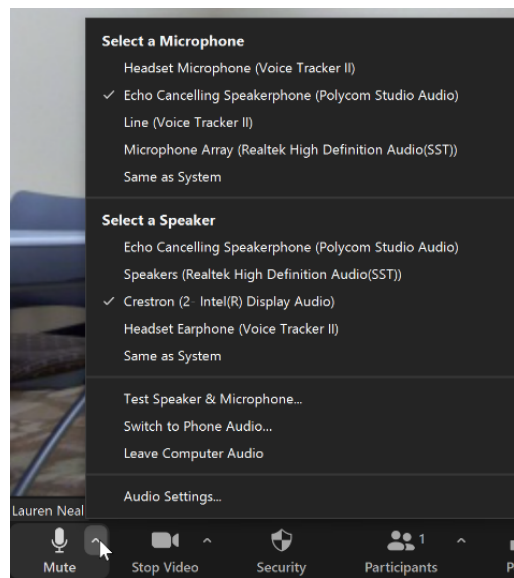 Select a Microphone
Headset Microphone (Voice Tracker II)
✓ Echo Cancelling Speakerphone (Polycom Studio Audio)
Line (Voice Tracker II)
Microphone Array (Realtek High Definition Audio(SST))
Same as System
Select a Speaker
Echo Cancelling Speakerphone (Polycom Studio Audio)
Speakers (Realtek High Definition Audio(SST))
✓ Crestron (2- Intel(R) Display Audio)
Headset Earphone (Voice Tracker II)
Same as System
Test Speaker & Microphone...
Switch to Phone Audio...
Leave Computer Audio
Audio Settings...
Lauren Neal
1
Mute Stop Video Security Participants